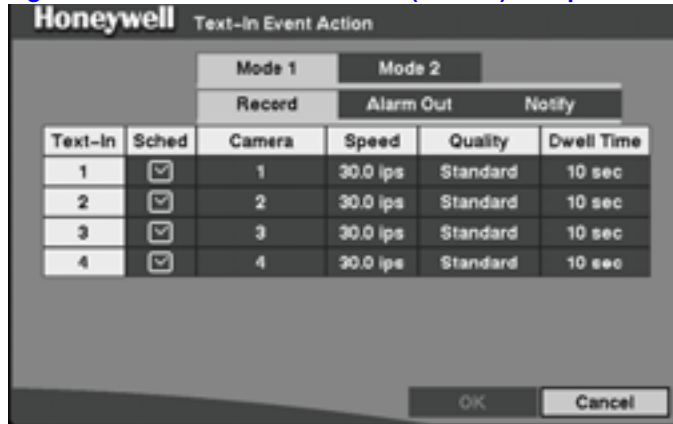 Honeywell Text-In Event Action
Mode 1 Mode 2
Record Alarm Out Notify
Text-In Sched Camera Speed Quality Dwell Time
1 1 30.0 ips Standard 10 sec
2 2 30.0 ips Standard 10 sec
3 3 30.0 ips Standard 10 sec
4 4 30.0 ips Standard 10 sec
OK Cancel